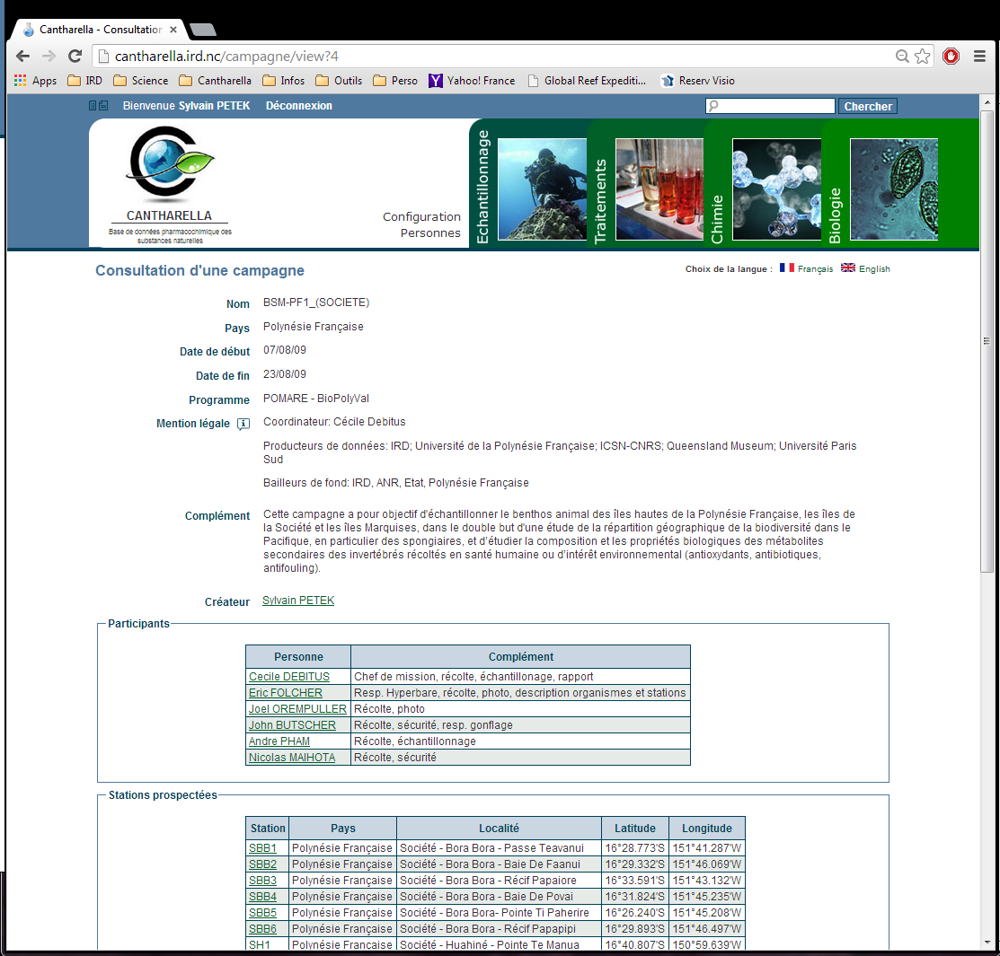 Cantharella - Consultation
cantharella.ird.nc/campagne/view?4
Apps IRD Science Cantharella Infos Outils Perso Yahoo! France Global Reef Expediti... Reserv Visio
Bienvenue Sylvain PETEK Déconnexion
Chercher
CANTHARELLA
Base de données pharmacochimique des
substances naturelles
Configuration
Personnes
Echantillonnage
Traitements
Chimie
Biologie
Consultation d'une campagne
Choix de la langue : Français English
Nom BSM-PF1_(SOCIETE)
Pays Polynésie Française
Date de début 07/08/09
Date de fin 23/08/09
Programme POMARE - BioPolyVal
Mention légale Coordinateur: Cécile Debitus
Producteurs de données: IRD; Université de la Polynésie Française; ICSN-CNRS; Queensland Museum; Université Paris
Sud
Bailleurs de fond: IRD, ANR, Etat, Polynésie Française
Complément Cette campagne a pour objectif d'échantillonner le benthos animal des îles hautes de la Polynésie Française, les îles de
la Société et les îles Marquises, dans le double but d'une étude de la répartition géographique de la biodiversité dans le
Pacifique, en particulier des spongiaires, et d'étudier la composition et les propriétés biologiques des métabolites
secondaires des invertébrés récoltés en santé humaine ou d'intérêt environnemental (antioxydants, antibiotiques,
antifouling).
Créateur Sylvain PETEK
Participants
Personne Complément
Cecile DEBITUS Chef de mission, récolte, échantillonage, rapport
Eric FOLCHER Resp. Hyperbare, récolte, photo, description organismes et stations
Joel OREMPULLER Récolte, photo
John BUTSCHER Récolte, sécurité, resp. gonflage
Andre PHAM Récolte, échantillonnage
Nicolas MAIHOTA Récolte, sécurité
Stations prospectées
Station Pays Localité Latitude Longitude
SBB1 Polynésie Française Société - Bora Bora - Passe Teavanui 16°28.773'S 151°41.287'W
SBB2 Polynésie Française Société - Bora Bora - Baie De Faanui 16°29.332'S 151°46.069'W
SBB3 Polynésie Française Société - Bora Bora - Récif Papaiore 16°33.591'S 151°43.132'W
SBB4 Polynésie Française Société - Bora Bora - Baie De Povai 16°31.824'S 151°45.235'W
SBB5 Polynésie Française Société - Bora Bora- Pointe Ti Paherire 16°26.240'S 151°45.208'W
SBB6 Polynésie Française Société - Bora Bora - Récif Papapipi 16°29.893'S 151°46.497'W
SH1 Polynésie Française Société - Huahiné - Pointe Te Manua 16°40.807'S 150°59.639'W